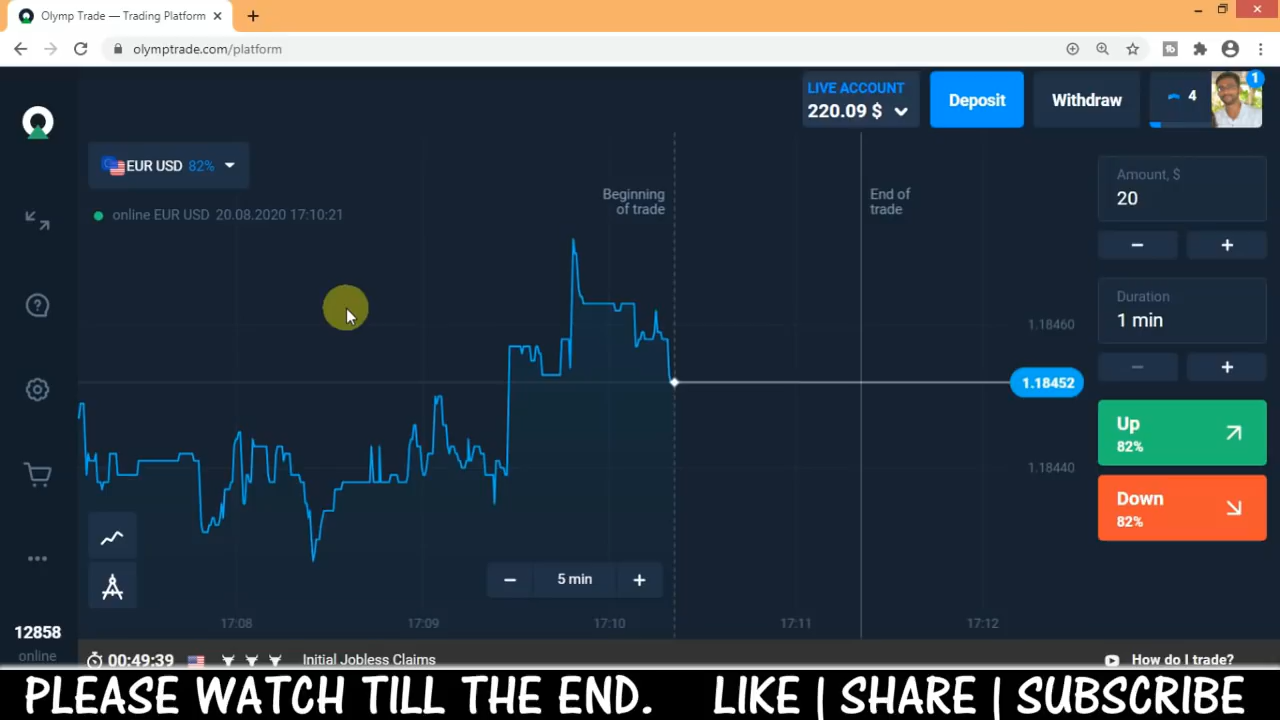 Olymp Trade — Trading Platform
olymptrade.com/platform
LIVE ACCOUNT
220.09 $
Deposit
Withdraw
4
1
EUR USD 82%
online EUR USD 20.08.2020 17:10:21
Beginning
of trade
End of
trade
Amount, $
20
Duration
1 min
1.18460
1.18452
1.18440
Up
82%
Down
82%
5 min
17:08
17:09
17:10
17:11
17:12
12858
online
00:49:39 Initial Jobless Claims
How do I trade?
PLEASE WATCH TILL THE END. LIKE | SHARE | SUBSCRIBE